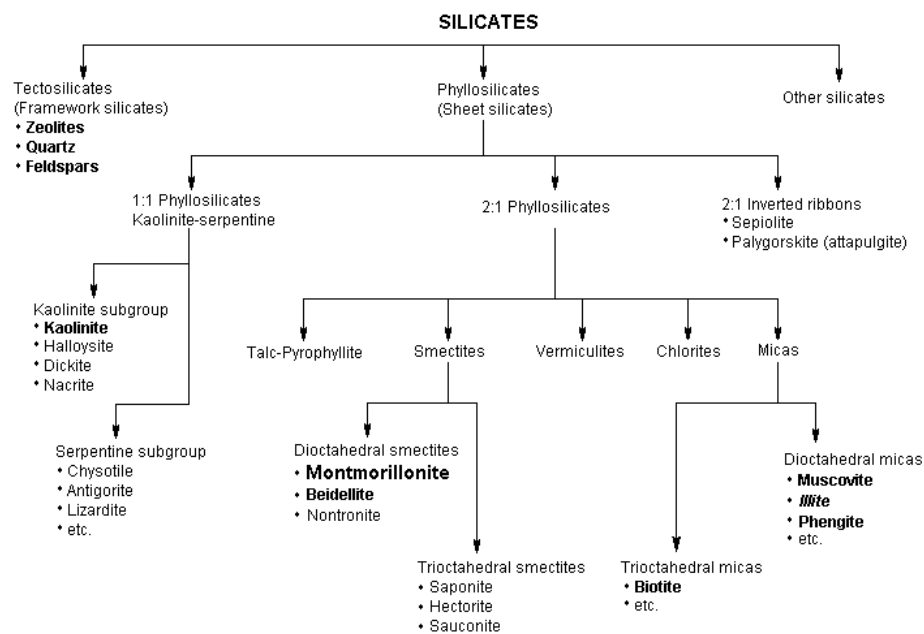 SILICATES
Tectosilicates
(Framework silicates)
• Zeolites
• Quartz
• Feldspars
Phyllosilicates
(Sheet silicates)
Other silicates
1:1 Phyllosilicates
Kaolinite-serpentine
2:1 Phyllosilicates
2:1 Inverted ribbons
• Sepiolite
• Palygorskite (attapulgite)
Kaolinite subgroup
• Kaolinite
• Halloysite
• Dickite
• Nacrite
Talc-Pyrophyllite
Smectites
Vermiculites
Chlorites
Micas
Serpentine subgroup
• Chysotile
• Antigorite
• Lizardite
• etc.
Dioctahedral smectites
• Montmorillonite
• Beidellite
• Nontronite
Dioctahedral micas
• Muscovite
• Illite
• Phengite
• etc.
Trioctahedral smectites
• Saponite
• Hectorite
• Sauconite
Trioctahedral micas
• Biotite
• etc.